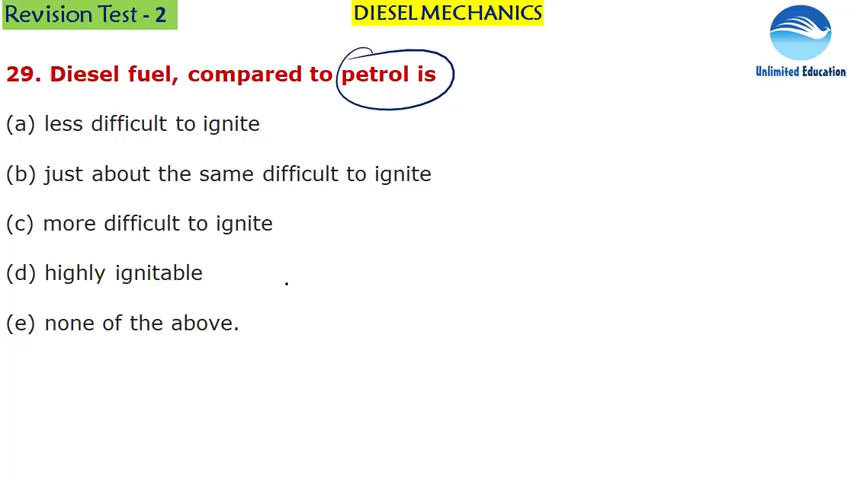 Revision Test - 2
DIESEL MECHANICS
Unlimited Education
29. Diesel fuel, compared to petrol is
(a) less difficult to ignite
(b) just about the same difficult to ignite
(c) more difficult to ignite
(d) highly ignitable
(e) none of the above.